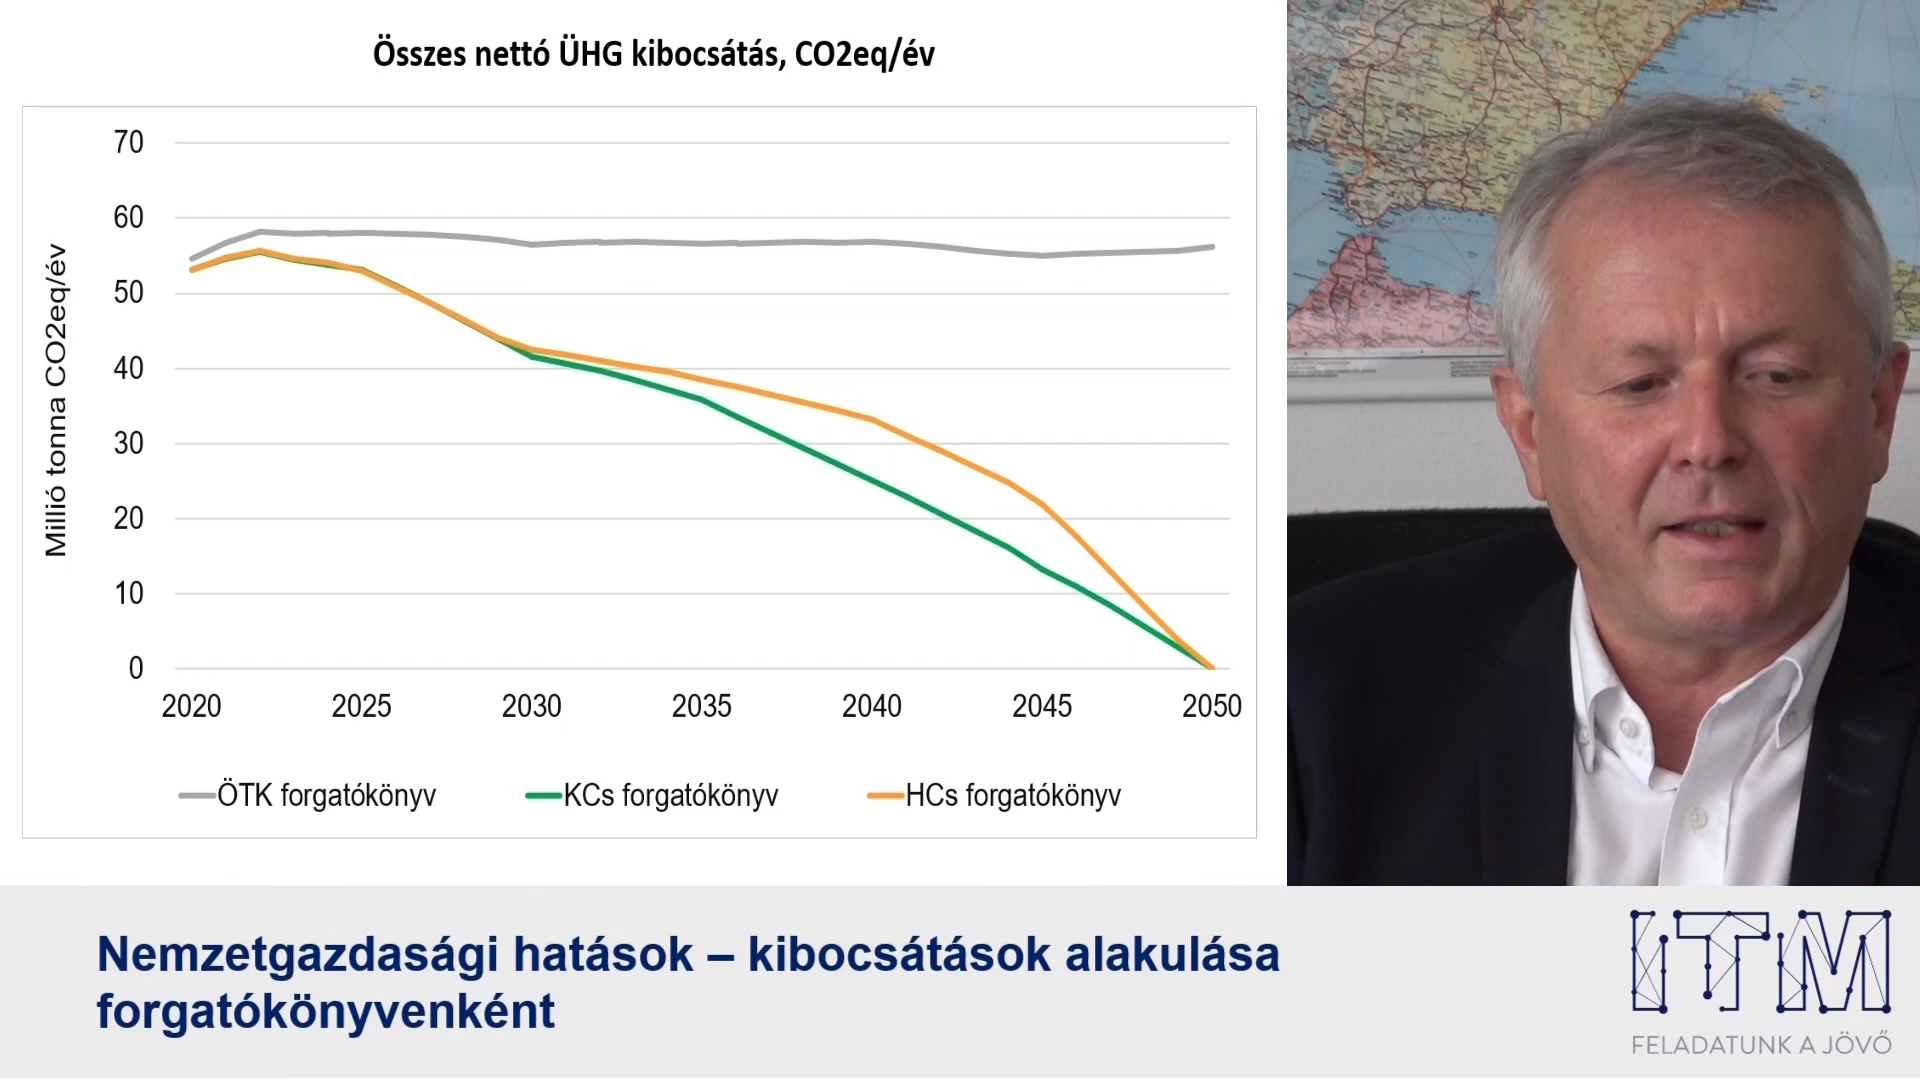 Összes nettó ÜHG kibocsátás, CO2eq/év
Millió tonna CO2eq/év
70
60
50
40
30
20
10
0
2020 2025 2030 2035 2040 2045 2050
ÖTK forgatókönyv KCs forgatókönyv HCs forgatókönyv
Nemzetgazdasági hatások – kibocsátások alakulása
forgatókönyvenként
ITM
FELADATUNK A JÖVŐ